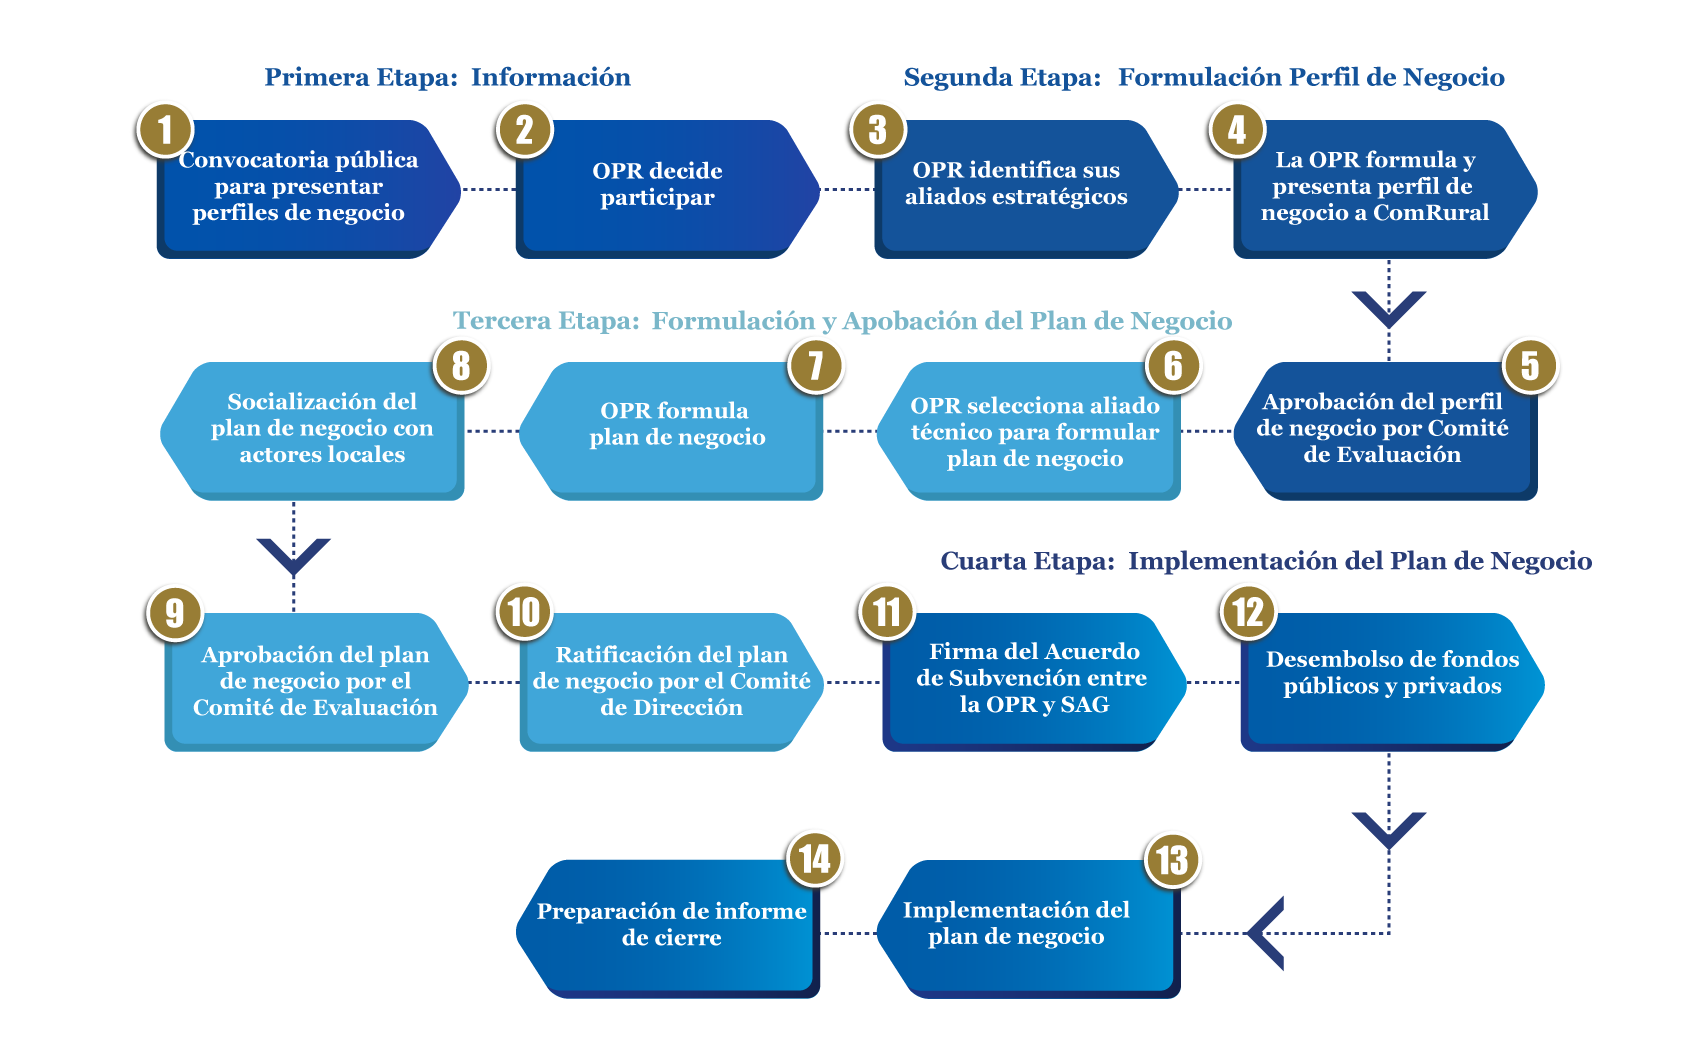 Primera Etapa: Información
Segunda Etapa: Formulación Perfil de Negocio
1
Convocatoria pública
para presentar
perfiles de negocio
2
OPR decide
participar
3
OPR identifica sus
aliados estratégicos
4
La OPR formula y
presenta perfil de
negocio a ComRural
Tercera Etapa: Formulación y Apobación del Plan de Negocio
5
Aprobación del perfil
de negocio por Comité
de Evaluación
6
OPR selecciona aliado
técnico para formular
plan de negocio
7
OPR formula
plan de negocio
8
Socialización del
plan de negocio con
actores locales
Cuarta Etapa: Implementación del Plan de Negocio
9
Aprobación del plan
de negocio por el
Comité de Evaluación
10
Ratificación del plan
de negocio por el Comité
de Dirección
11
Firma del Acuerdo
de Subvención entre
la OPR y SAG
12
Desembolso de fondos
públicos y privados
13
Implementación del
plan de negocio
14
Preparación de informe
de cierre